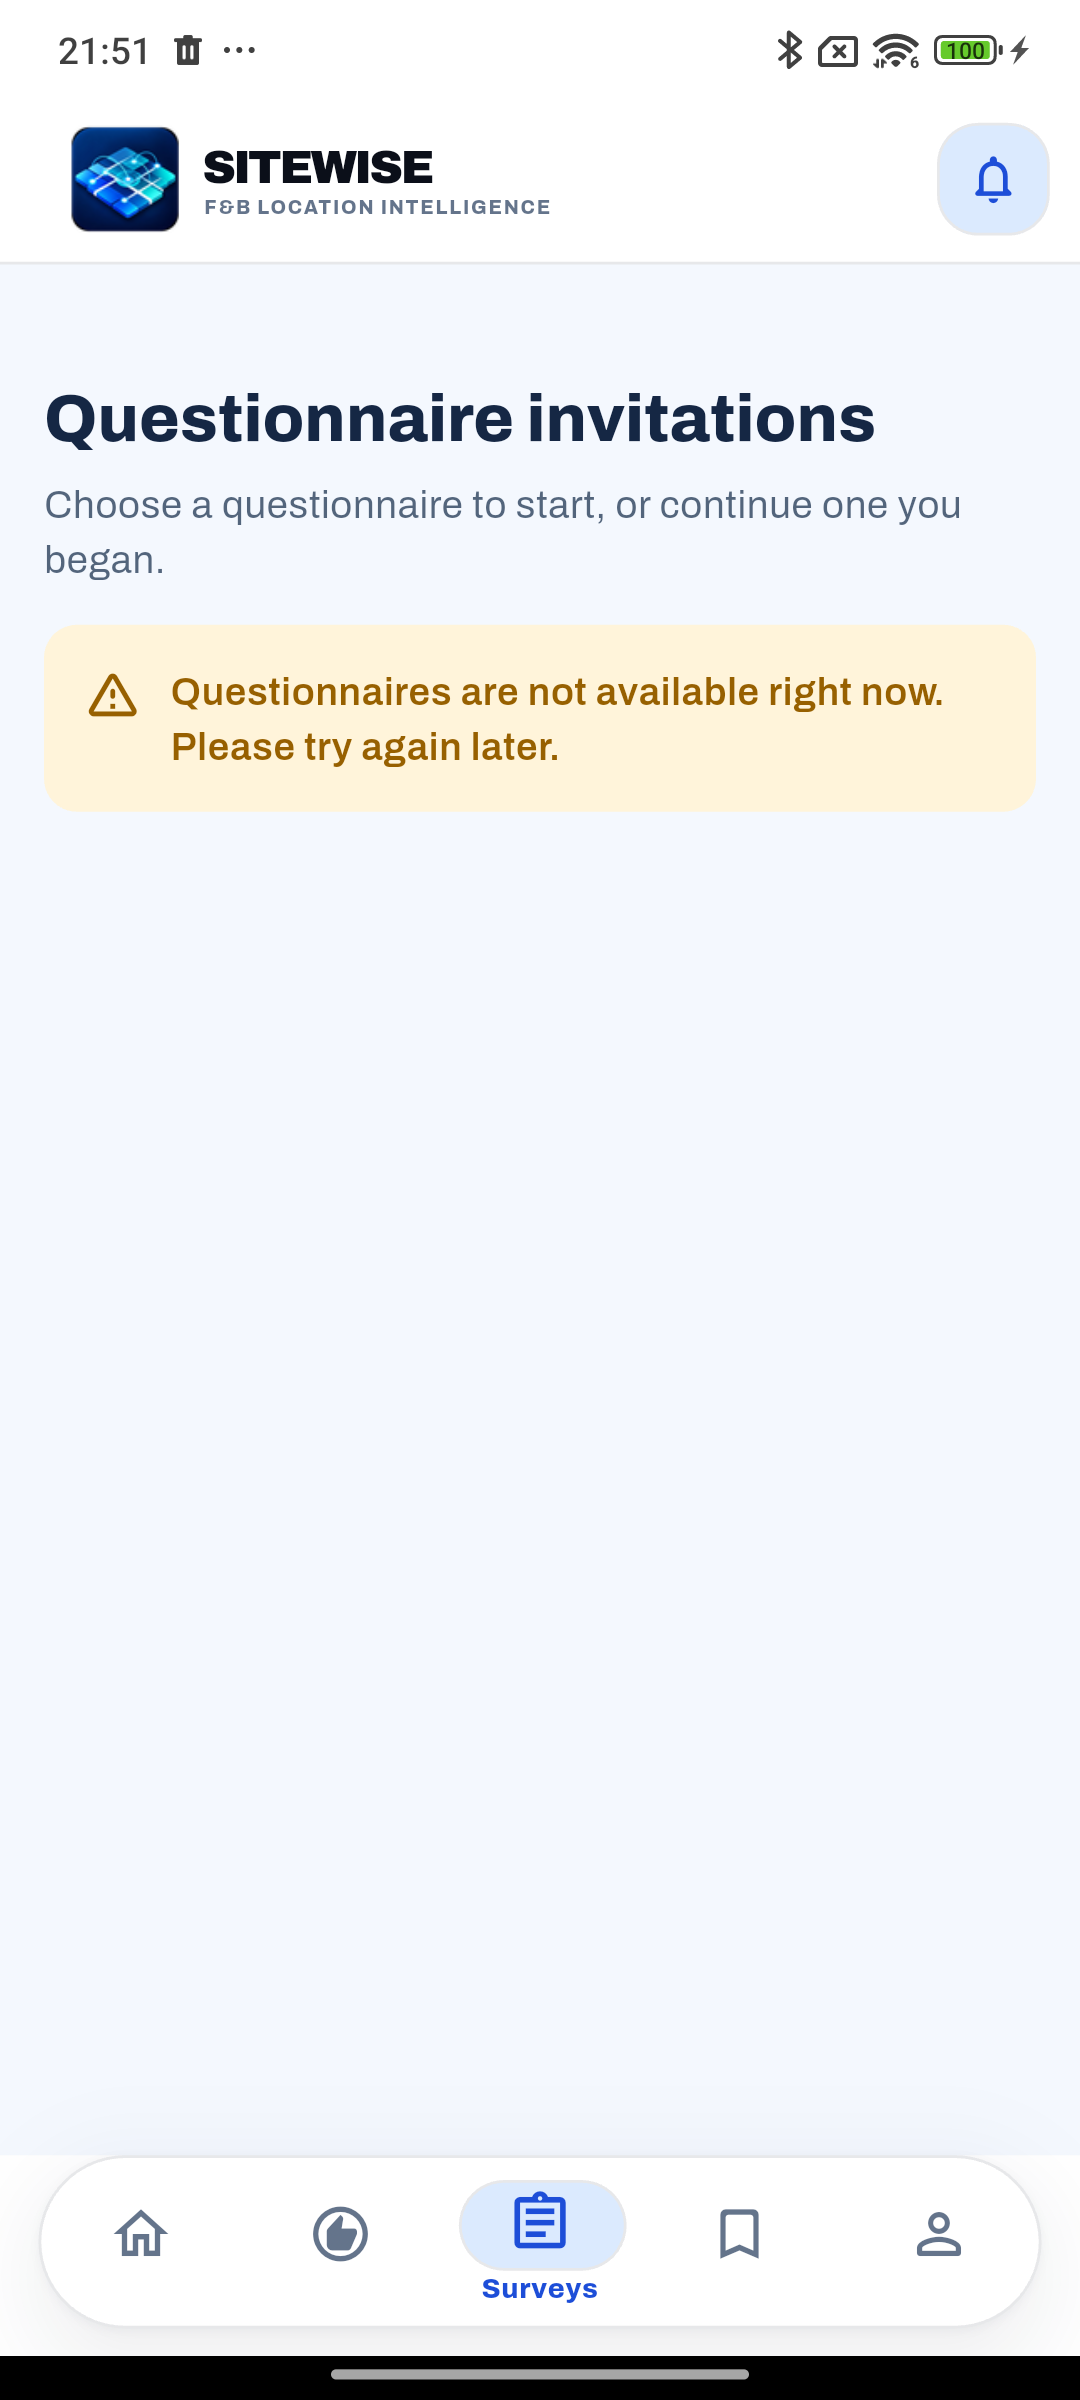 21:51
6
100
SITEWISE
F&B LOCATION INTELLIGENCE
Questionnaire invitations
Choose a questionnaire to start, or continue one you
began.
Questionnaires are not available right now.
Please try again later.
Surveys